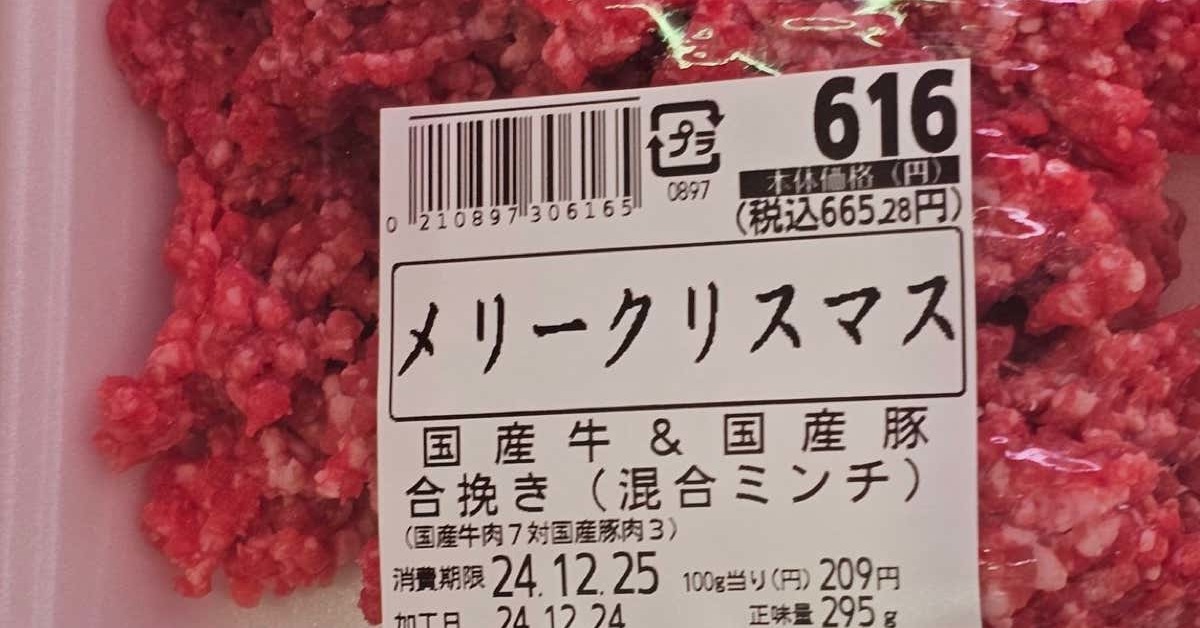 616
本体価格(円)
(税込665.28円)
プラ
0897
0 210897 306165
メリークリスマス
国産牛&国産豚
合挽き(混合ミンチ)
(国産牛肉7対国産豚肉3)
消費期限 24.12.25 100g当り(円) 209円
加工日 24.12.24 正味量 295g